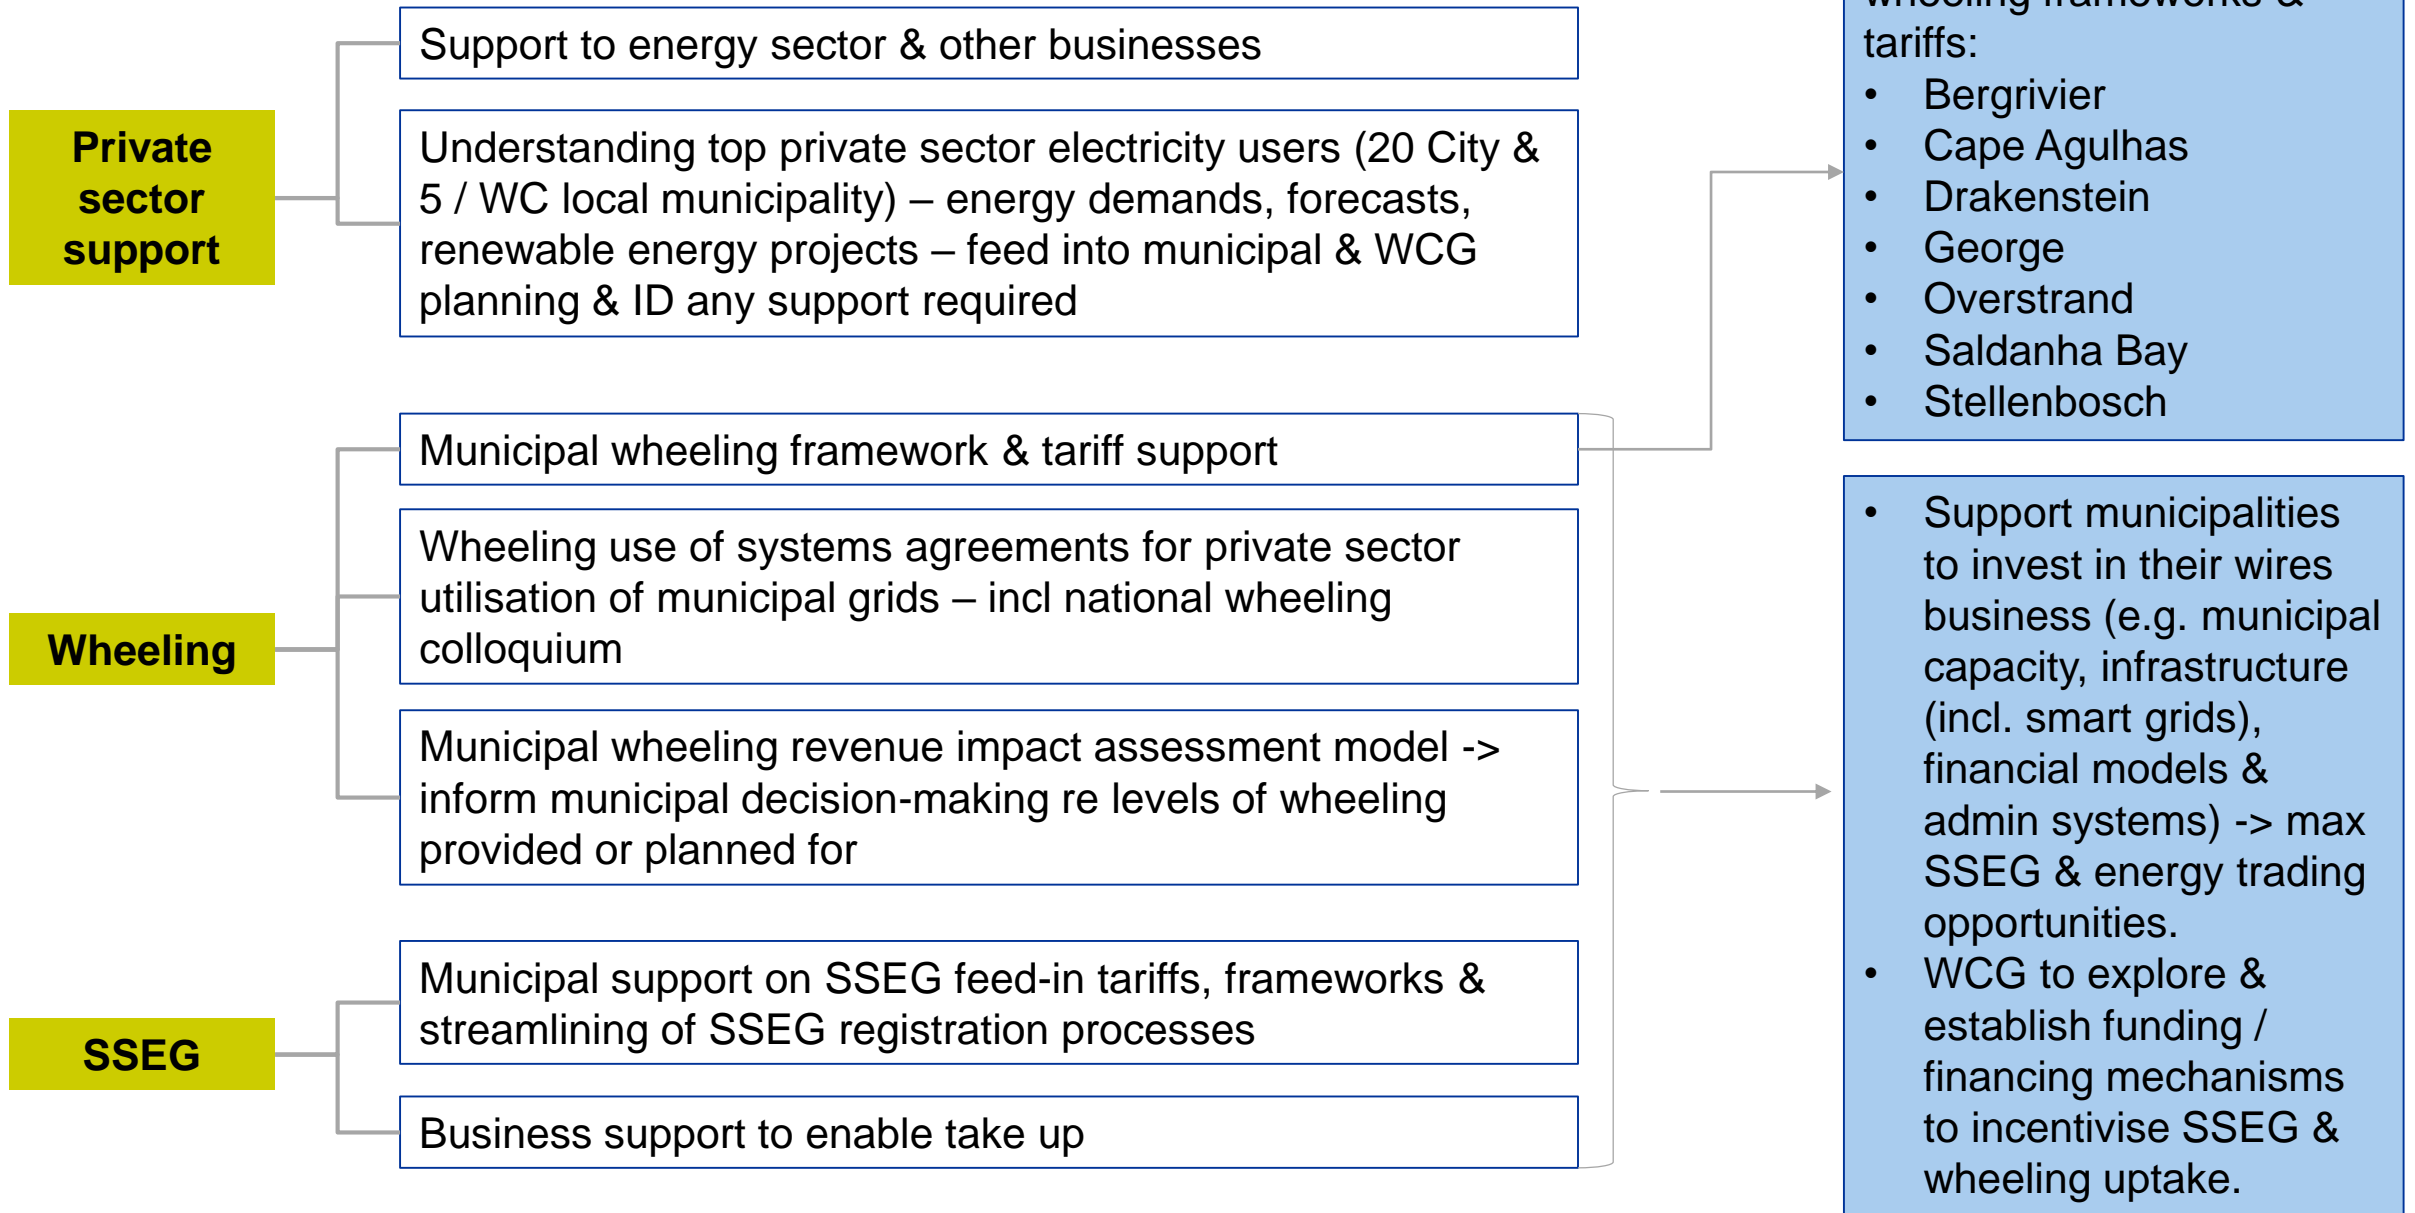 Support to energy sector & other businesses
Private
sector
support
Understanding top private sector electricity users (20 City &
5 / WC local municipality) – energy demands, forecasts,
renewable energy projects – feed into municipal & WCG
planning & ID any support required
wheeling frameworks &
tariffs:
• Bergrivier
• Cape Agulhas
• Drakenstein
• George
• Overstrand
• Saldanha Bay
• Stellenbosch
Wheeling
Municipal wheeling framework & tariff support
Wheeling use of systems agreements for private sector
utilisation of municipal grids – incl national wheeling
colloquium
Municipal wheeling revenue impact assessment model ->
inform municipal decision-making re levels of wheeling
provided or planned for
SSEG
Municipal support on SSEG feed-in tariffs, frameworks &
streamlining of SSEG registration processes
Business support to enable take up
• Support municipalities
to invest in their wires
business (e.g. municipal
capacity, infrastructure
(incl. smart grids),
financial models &
admin systems) -> max
SSEG & energy trading
opportunities.
• WCG to explore &
establish funding /
financing mechanisms
to incentivise SSEG &
wheeling uptake.